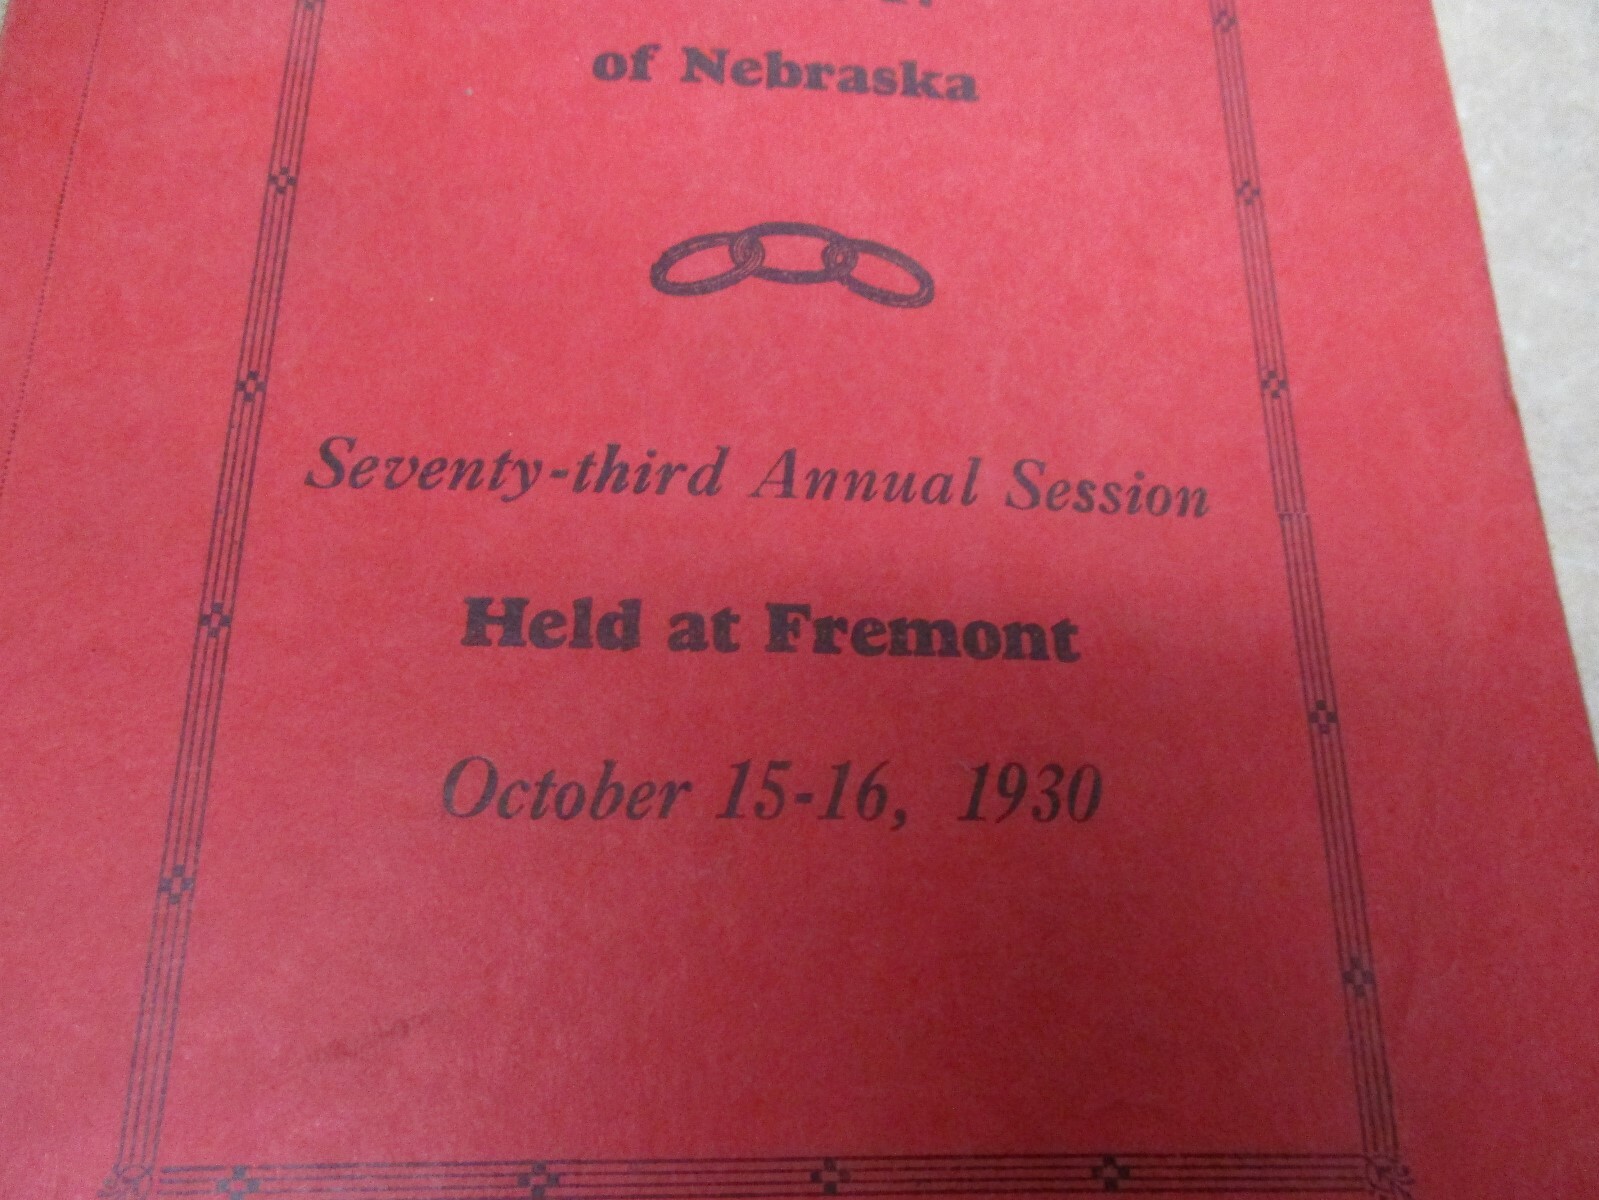 of Nebraska
Seventy-third Annual Session
Held at Fremont
October 15-16, 1930